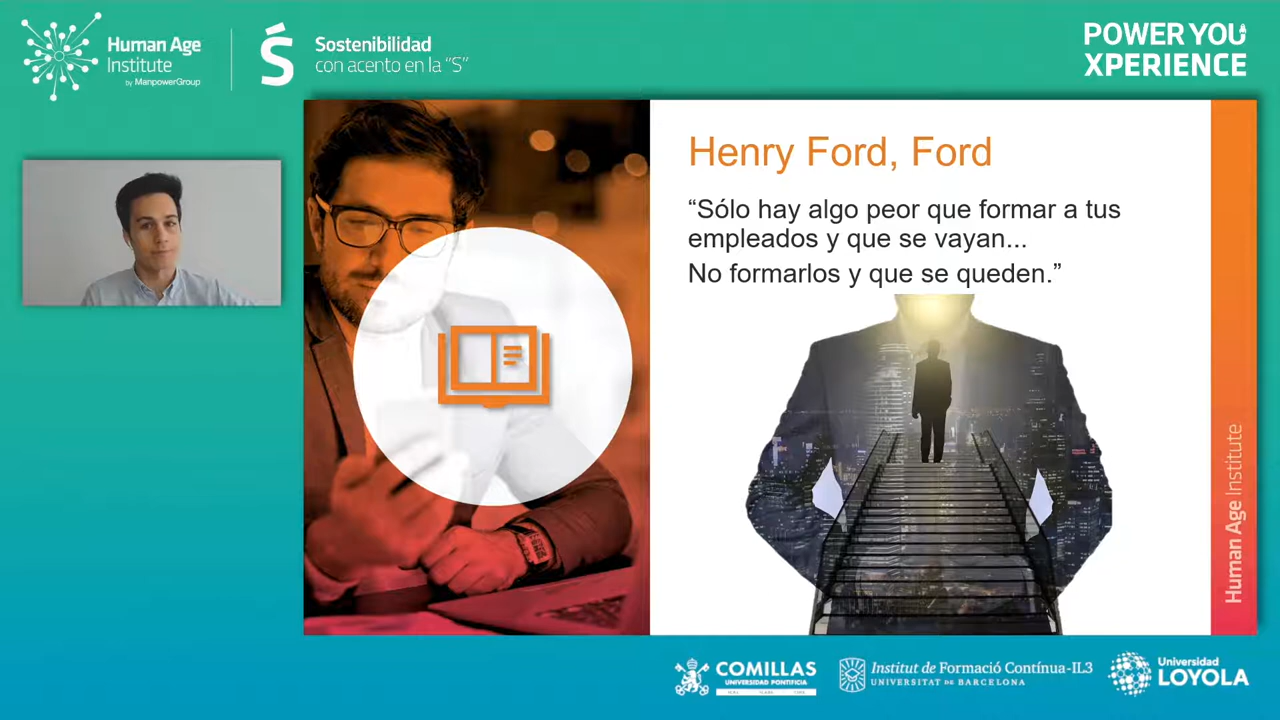 Human Age
Institute
by ManpowerGroup
Ś
Sostenibilidad
con acento en la “S”
POWER YOU
XPERIENCE
Henry Ford, Ford
“Sólo hay algo peor que formar a tus
empleados y que se vayan...
No formarlos y que se queden.”
Human Age Institute
COMILLAS
UNIVERSIDAD PONTIFICIA
Institut de Formació Contínua-IL3
UNIVERSITAT DE BARCELONA
Universidad
LOYOLA